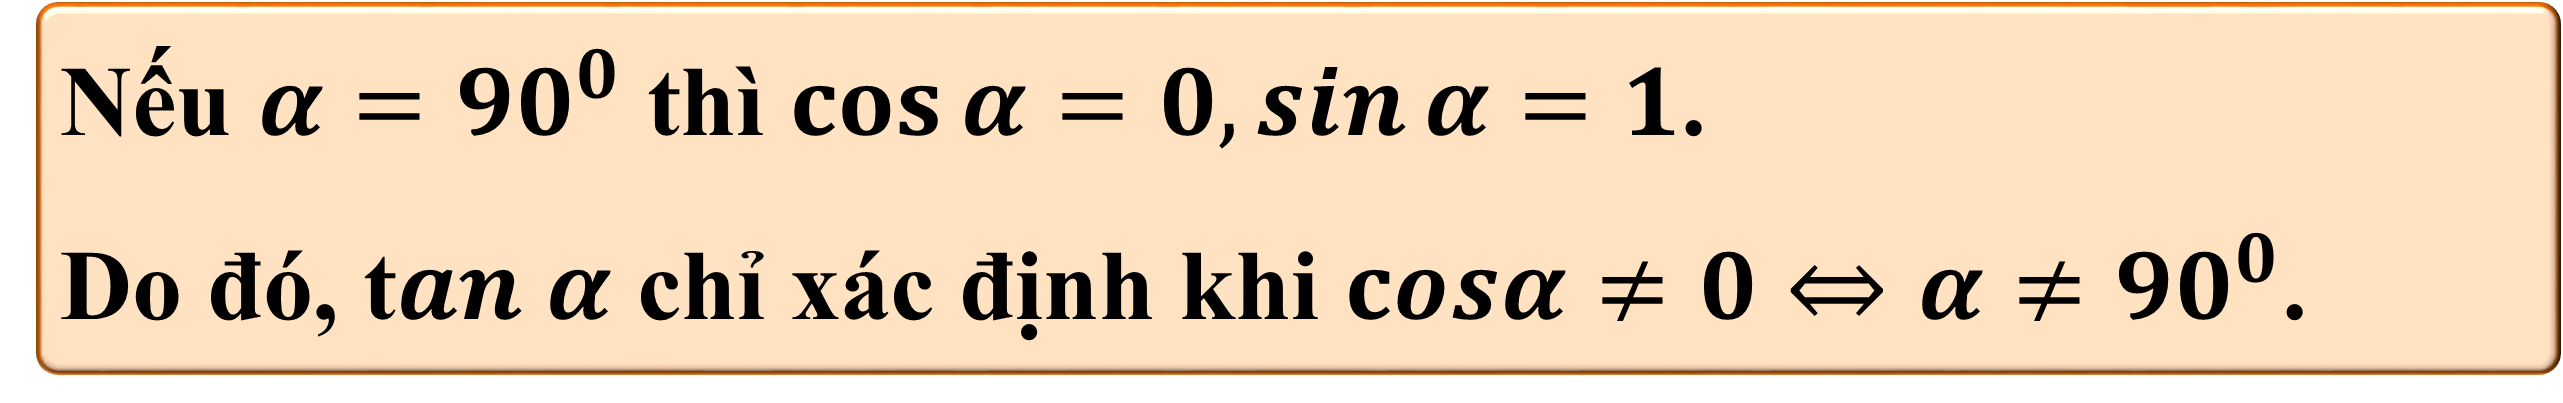 Nếu α = 90⁰ thì cos α = 0, sin α = 1.
Do đó, tan α chỉ xác định khi cosα ≠ 0 ⟺ α ≠ 90⁰.